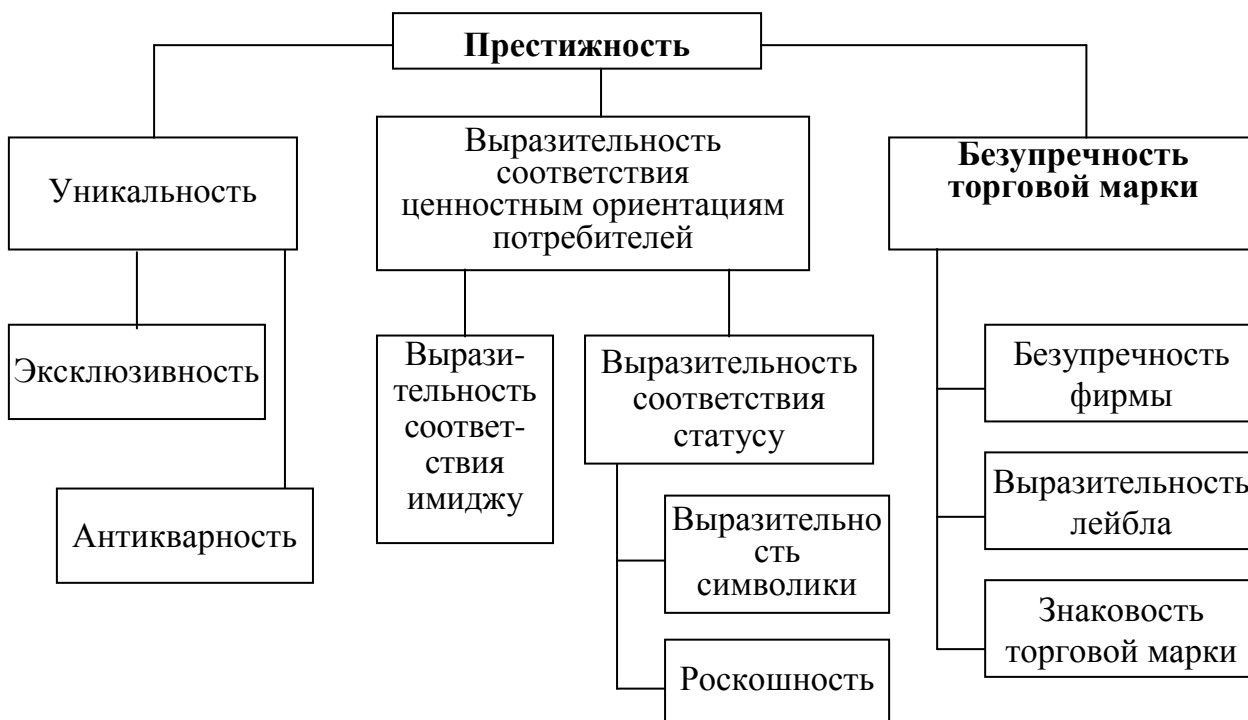 Престижность
Уникальность
Выразительность
соответствия
ценностным ориентациям
потребителей
Безупречность
торговой марки
Эксклюзивность
Антикварность
Вырази-
тельность
соответ-
ствия
имиджу
Выразительность
соответствия
статусу
Выразительно
сть
символики
Роскошность
Безупречность
фирмы
Выразительность
лейбла
Знаковость
торговой марки